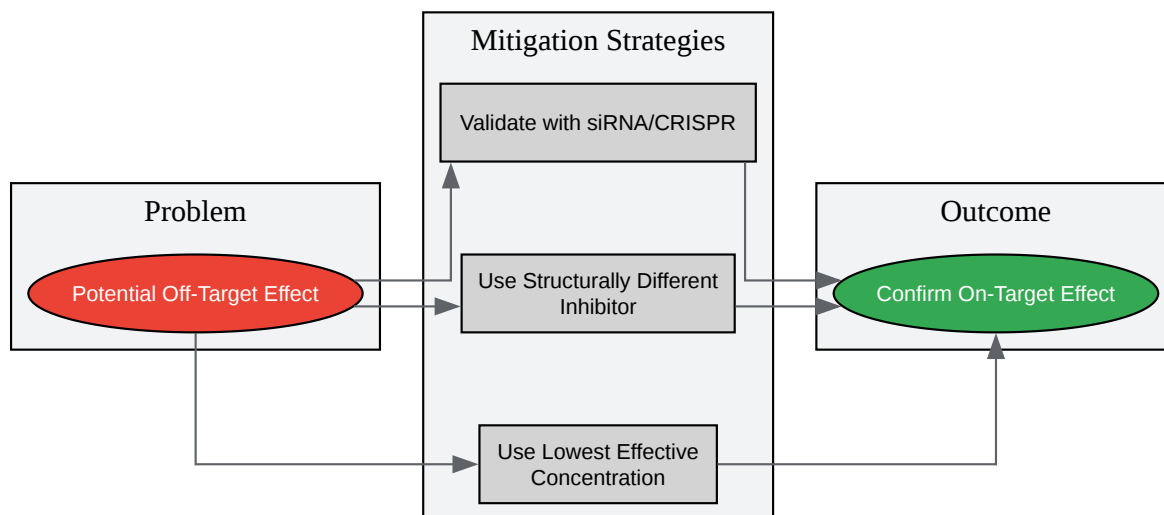 Problem
Potential Off-Target Effect
Mitigation Strategies
Validate with siRNA/CRISPR
Use Structurally Different
Inhibitor
Use Lowest Effective
Concentration
Outcome
Confirm On-Target Effect